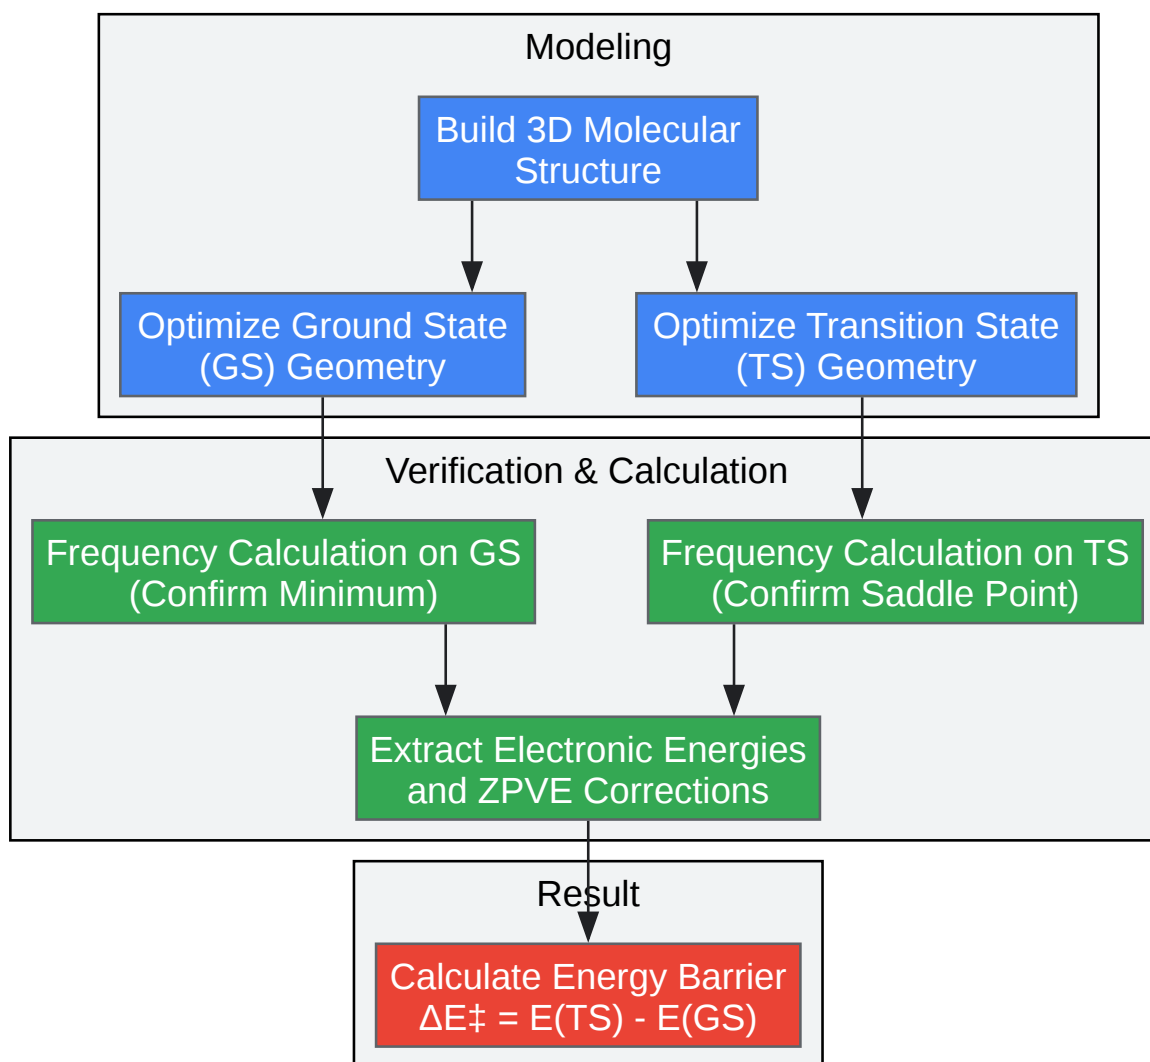 Modeling
Build 3D Molecular
Structure
Optimize Ground State
(GS) Geometry
Optimize Transition State
(TS) Geometry
Verification & Calculation
Frequency Calculation on GS
(Confirm Minimum)
Frequency Calculation on TS
(Confirm Saddle Point)
Extract Electronic Energies
and ZPVE Corrections
Result
Calculate Energy Barrier
ΔE‡ = E(TS) - E(GS)